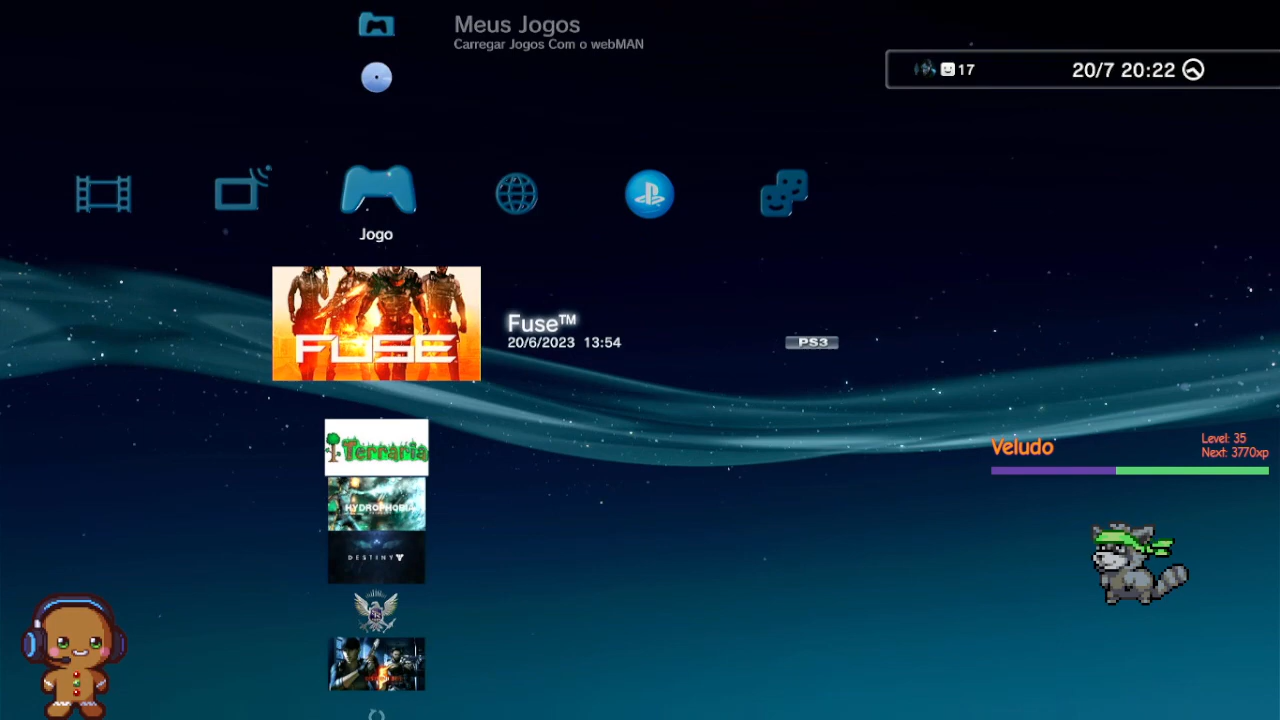 Meus Jogos
Carregar Jogos Com o webMAN
17
20/7 20:22
Jogo
FUSE
Fuse™
20/6/2023 13:54
PS3
Terraria
HYDROPHOBIA
DESTINY
Veludo
Level: 35
Next: 3770xp